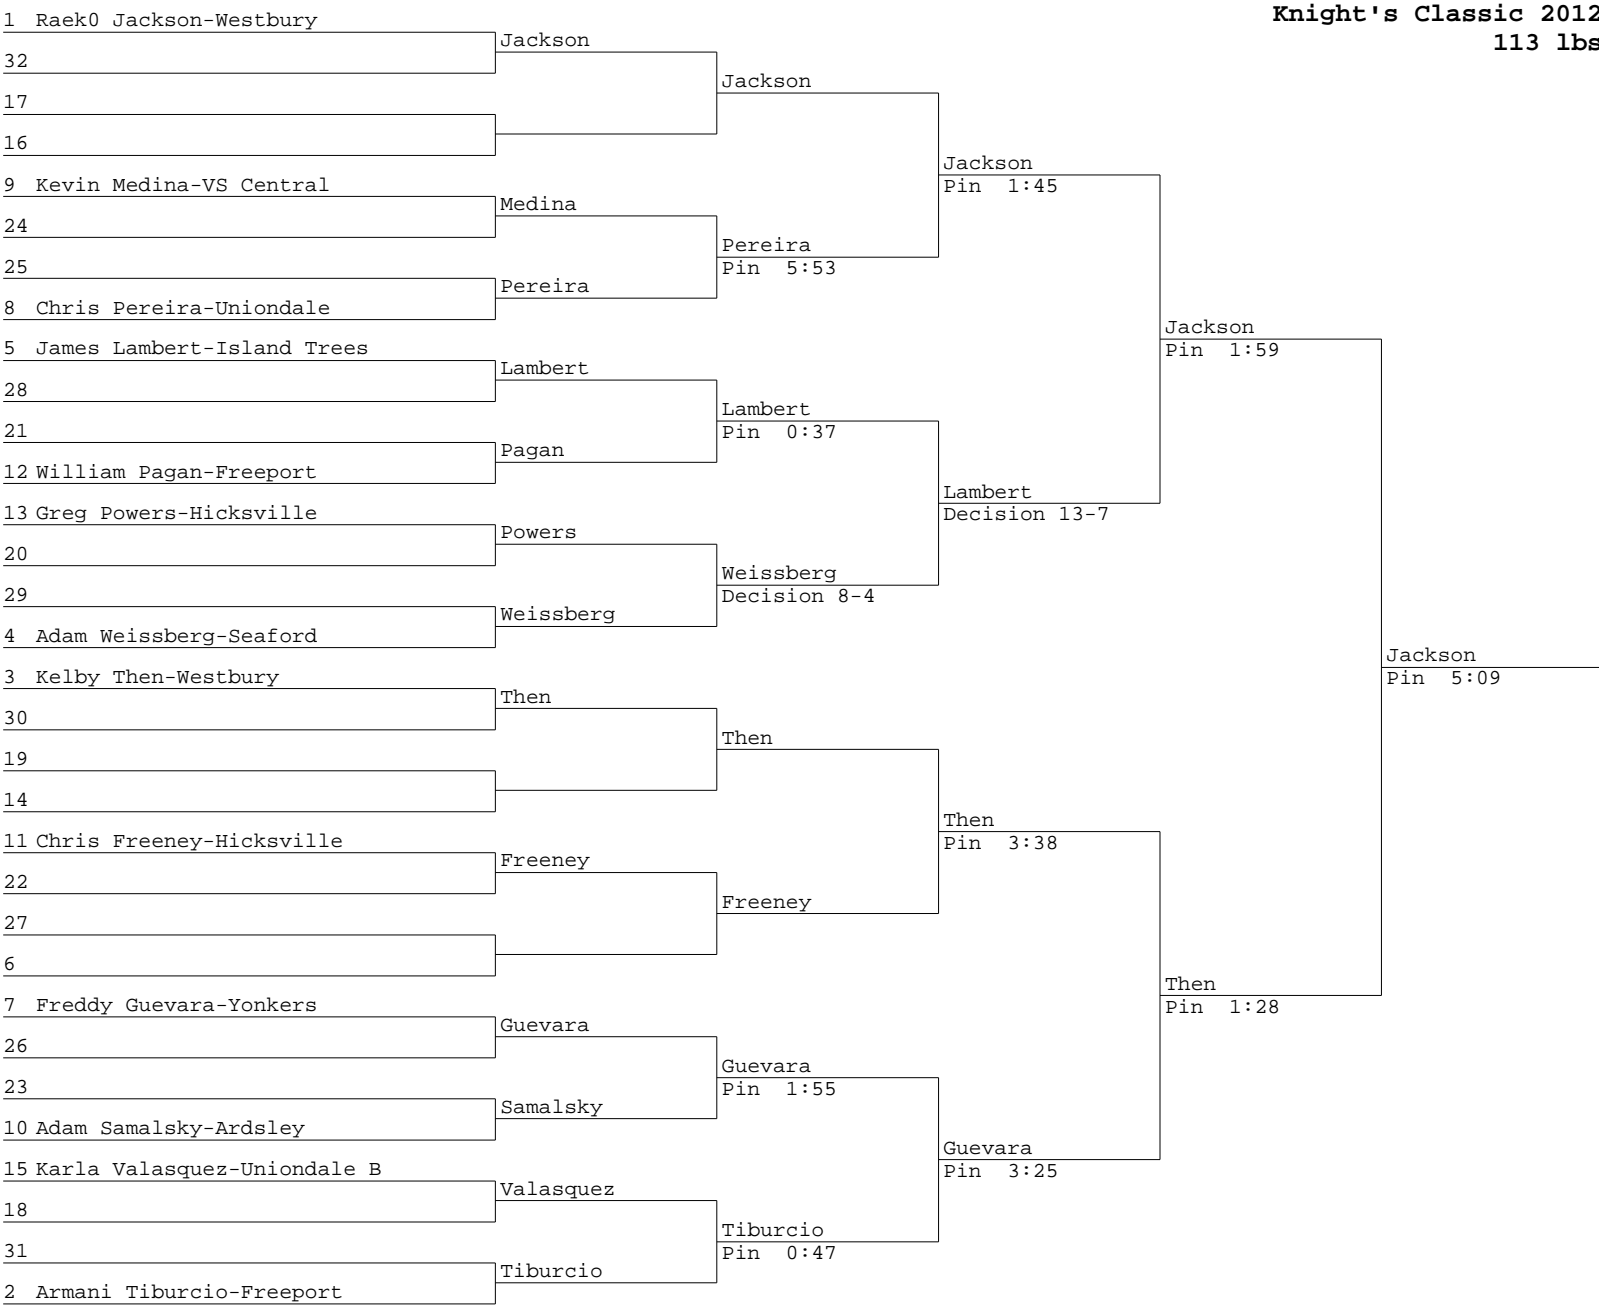 Knight's Classic 2012
113 lbs
1 Raek0 Jackson-Westbury
32
17
16
9 Kevin Medina-VS Central
24
25
8 Chris Pereira-Uniondale
5 James Lambert-Island Trees
28
21
12 William Pagan-Freeport
13 Greg Powers-Hicksville
20
29
4 Adam Weissberg-Seaford
3 Kelby Then-Westbury
30
19
14
11 Chris Freeney-Hicksville
22
27
6
7 Freddy Guevara-Yonkers
26
23
10 Adam Samalsky-Ardsley
15 Karla Valasquez-Uniondale B
18
31
2 Armani Tiburcio-Freeport
Jackson
Medina
Pereira
Lambert
Pagan
Powers
Weissberg
Then
Freeney
Guevara
Samalsky
Valasquez
Tiburcio
Jackson
Pereira
Pin 5:53
Lambert
Pin 0:37
Weissberg
Decision 8-4
Then
Freeney
Guevara
Pin 1:55
Tiburcio
Pin 0:47
Jackson
Pin 1:45
Lambert
Decision 13-7
Then
Pin 3:38
Guevara
Pin 3:25
Jackson
Pin 1:59
Then
Pin 1:28
Jackson
Pin 5:09